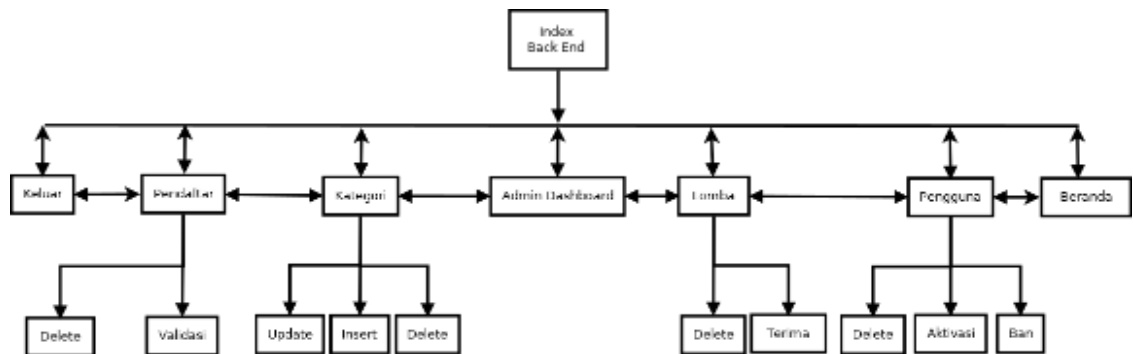 Index
Back End
Keluar
Pendaftar
Kategori
Admin Dashboard
Lomba
Pengguna
Beranda
Delete
Validasi
Update
Insert
Delete
Delete
Terima
Delete
Aktivasi
Ban